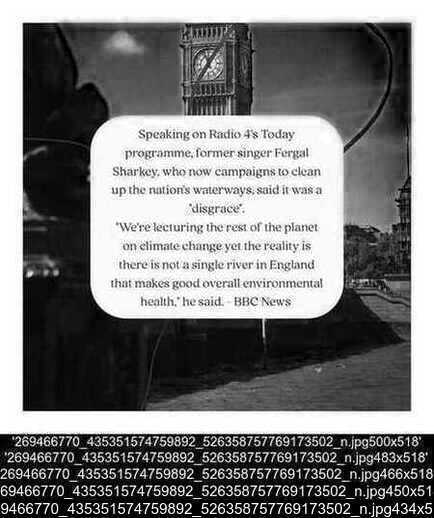 Speaking on Radio 4's Today
programme, former singer Fergal
Sharkey, who now campaigns to clean
up the nation's waterways, said it was a
"disgrace".
"We're lecturing the rest of the planet
on climate change yet the reality is
there is not a single river in England
that makes good overall environmental
health," he said. - BBC News
'269466770_435351574759892_526358757769173502_n.jpg500x518'
'269466770_435351574759892_526358757769173502_n.jpg483x518'
269466770_435351574759892_526358757769173502_n.jpg466x518
69466770_435351574759892_526358757769173502_n.jpg450x51
9466770_435351574759892_526358757769173502_n.jpg434x5